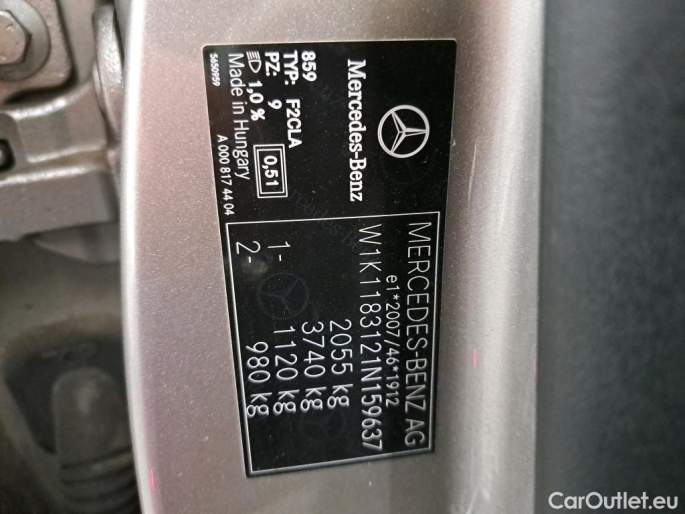 Mercedes-Benz
859
TYP: F2CLA
PZ: 9
0,51
1,0 %
Made in Hungary
5650959
A 000 817 44 04
MERCEDES-BENZ AG
e1*2007/46*1912
W1K1183121N159637
2055 kg
3740 kg
1- 1120 kg
2- 980 kg
CarOutlet.eu